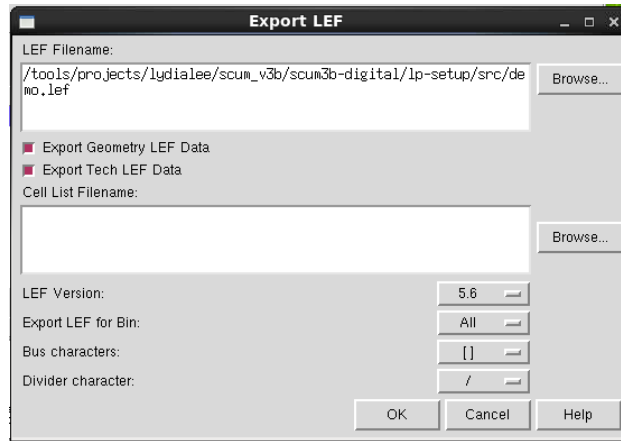 Export LEF
LEF Filename:
/tools/projects/lydialee/scum_v3b/scum3b-digital/lp-setup/src/de
mo.lef
Browse...
Export Geometry LEF Data
Export Tech LEF Data
Cell List Filename:
Browse...
LEF Version:
5.6
Export LEF for Bin:
All
Bus characters:
[]
Divider character:
/
OK
Cancel
Help